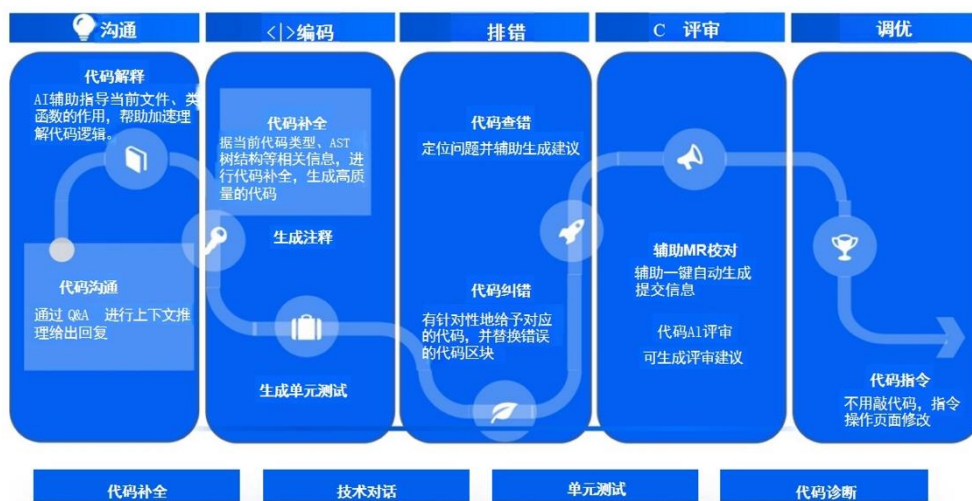 沟通
<|>编码
排错
C 评审
调优
代码解释
AI辅助指导当前文件、类
函数的作用，帮助加速理
解代码逻辑。
代码沟通
通过 Q&A 进行上下文推
理给出回复
代码补全
据当前代码类型、AST
树结构等相关信息，进
行代码补全，生成高质
量的代码
生成注释
生成单元测试
代码查错
定位问题并辅助生成建议
代码纠错
有针对性地给予对应
的代码，并替换错误
的代码区块
辅助MR校对
辅助一键自动生成
提交信息
代码Al评审
可生成评审建议
代码指令
不用敲代码，指令
操作页面修改
代码补全
技术对话
单元测试
代码诊断